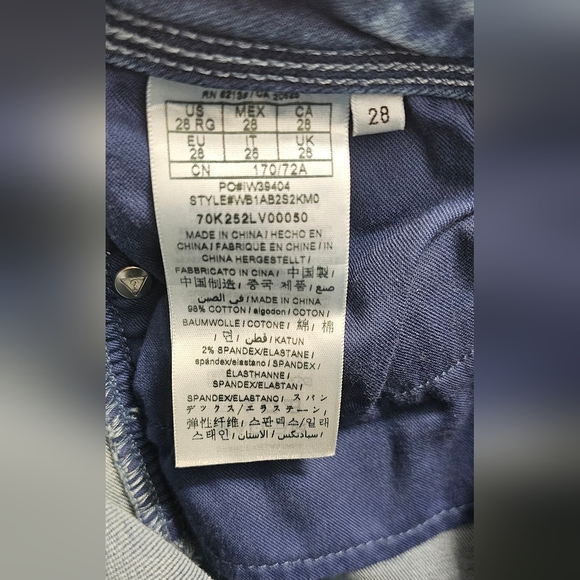 US MEX CA
28 RG 28 28
EU IT UK
28 28 28
CN 170/72A
PO#IW39404
STYLE#WB1AB2S2KM0
70K252LV00050
MADE IN CHINA / HECHO EN
CHINA / FABRIQUE EN CHINE / IN
CHINA HERGESTELLT /
FABBRICATO IN CINA / 中国製 /
中国制造 / 중국 제품 / صنع
في الصين / MADE IN CHINA
98% COTTON / algodon / COTON /
BAUMWOLLE / COTONE / 綿 / 棉
/ 면 / قطن / KATUN
2% SPANDEX/ELASTANE /
spandex/elastano / SPANDEX /
ÉLASTHANNE /
SPANDEX/ELASTAN /
SPANDEX/ELASTANO / スパン
デックス/エラステーン /
弹性纤维 / 스판덱스/일래
스태인 / سبادنكس / الاستان /
28